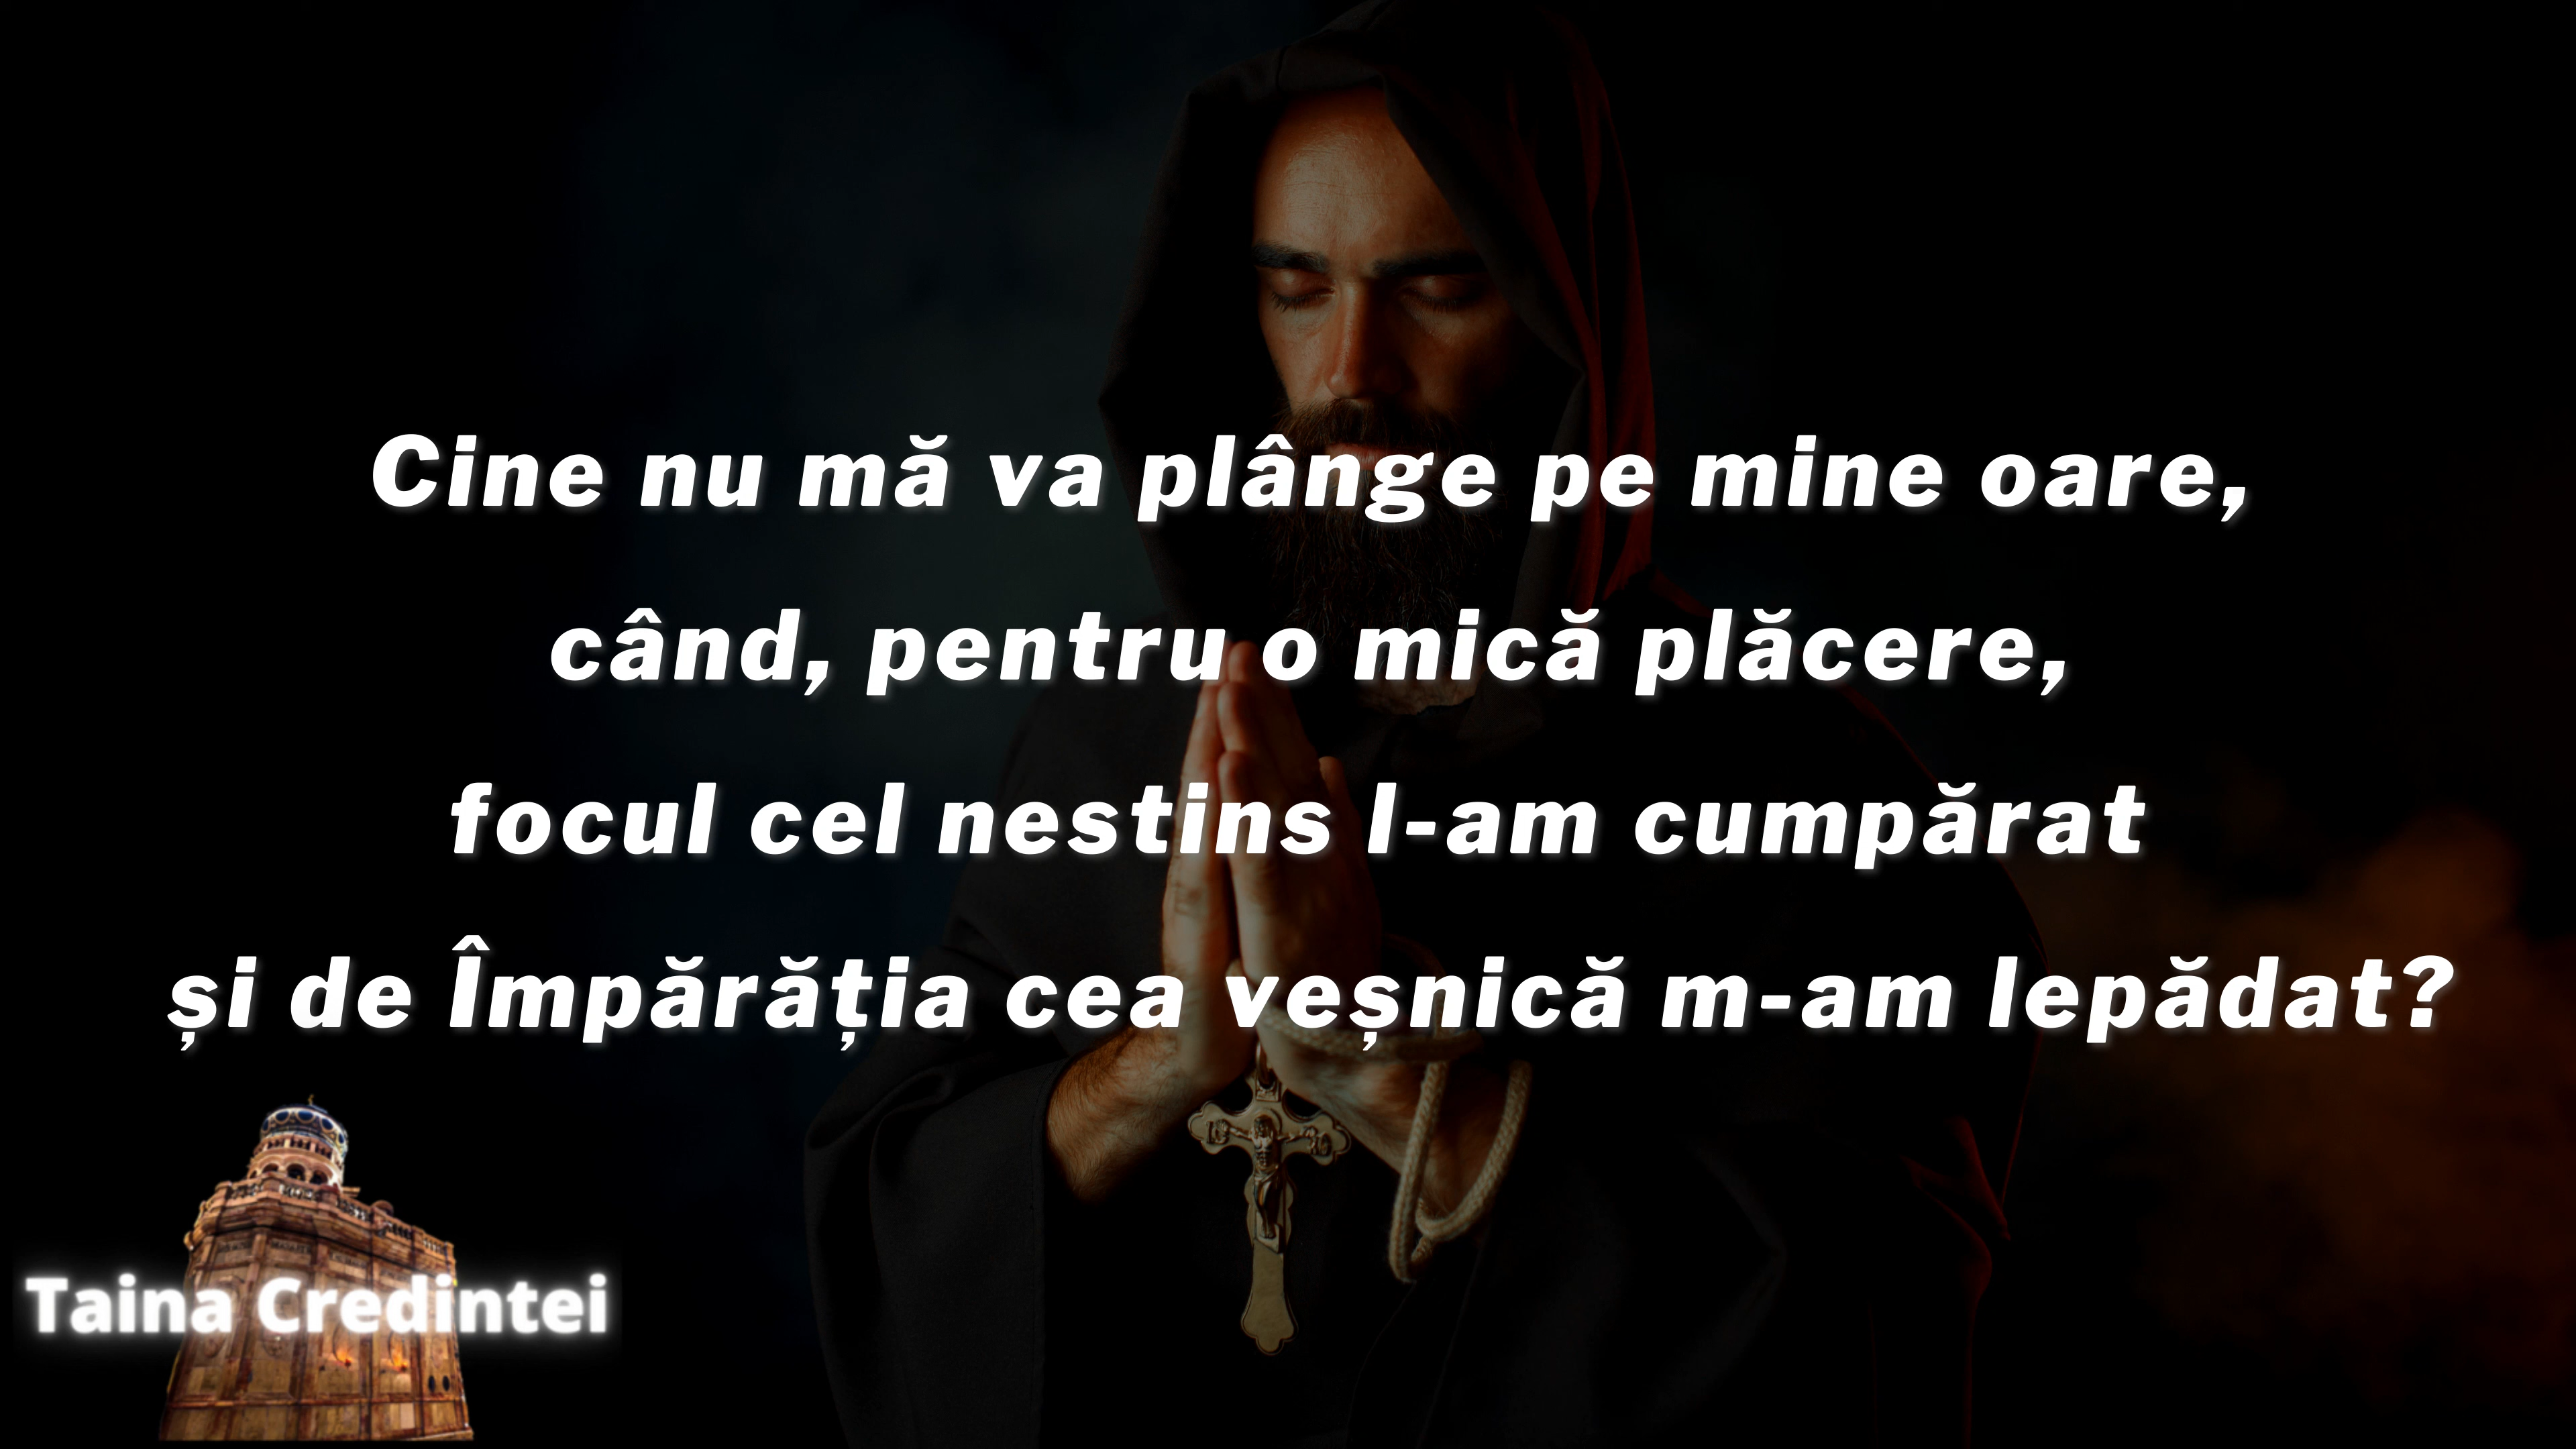 Cine nu mă va plânge pe mine oare,
când, pentru o mică plăcere,
focul cel nestins l-am cumpărat
și de Împărăția cea veșnică m-am lepădat?
Taina Credintei